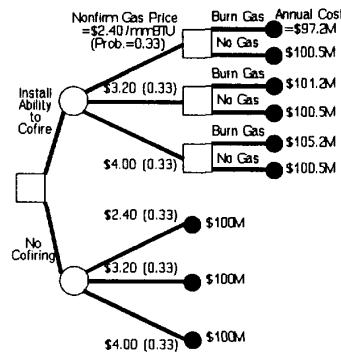 Nonfirm Gas Price
=$2.40/mmBTU
(Prob.=0.33)
Burn Gas
Annual Cost
=$97.2M
No Gas
$100.5M
Install
Ability
to
Cofire
$3.20 (0.33)
Burn Gas
$101.2M
No Gas
$100.5M
$4.00 (0.33)
Burn Gas
$105.2M
No Gas
$100.5M
No
Cofiring
$2.40 (0.33)
$100M
$3.20 (0.33)
$100M
$4.00 (0.33)
$100M